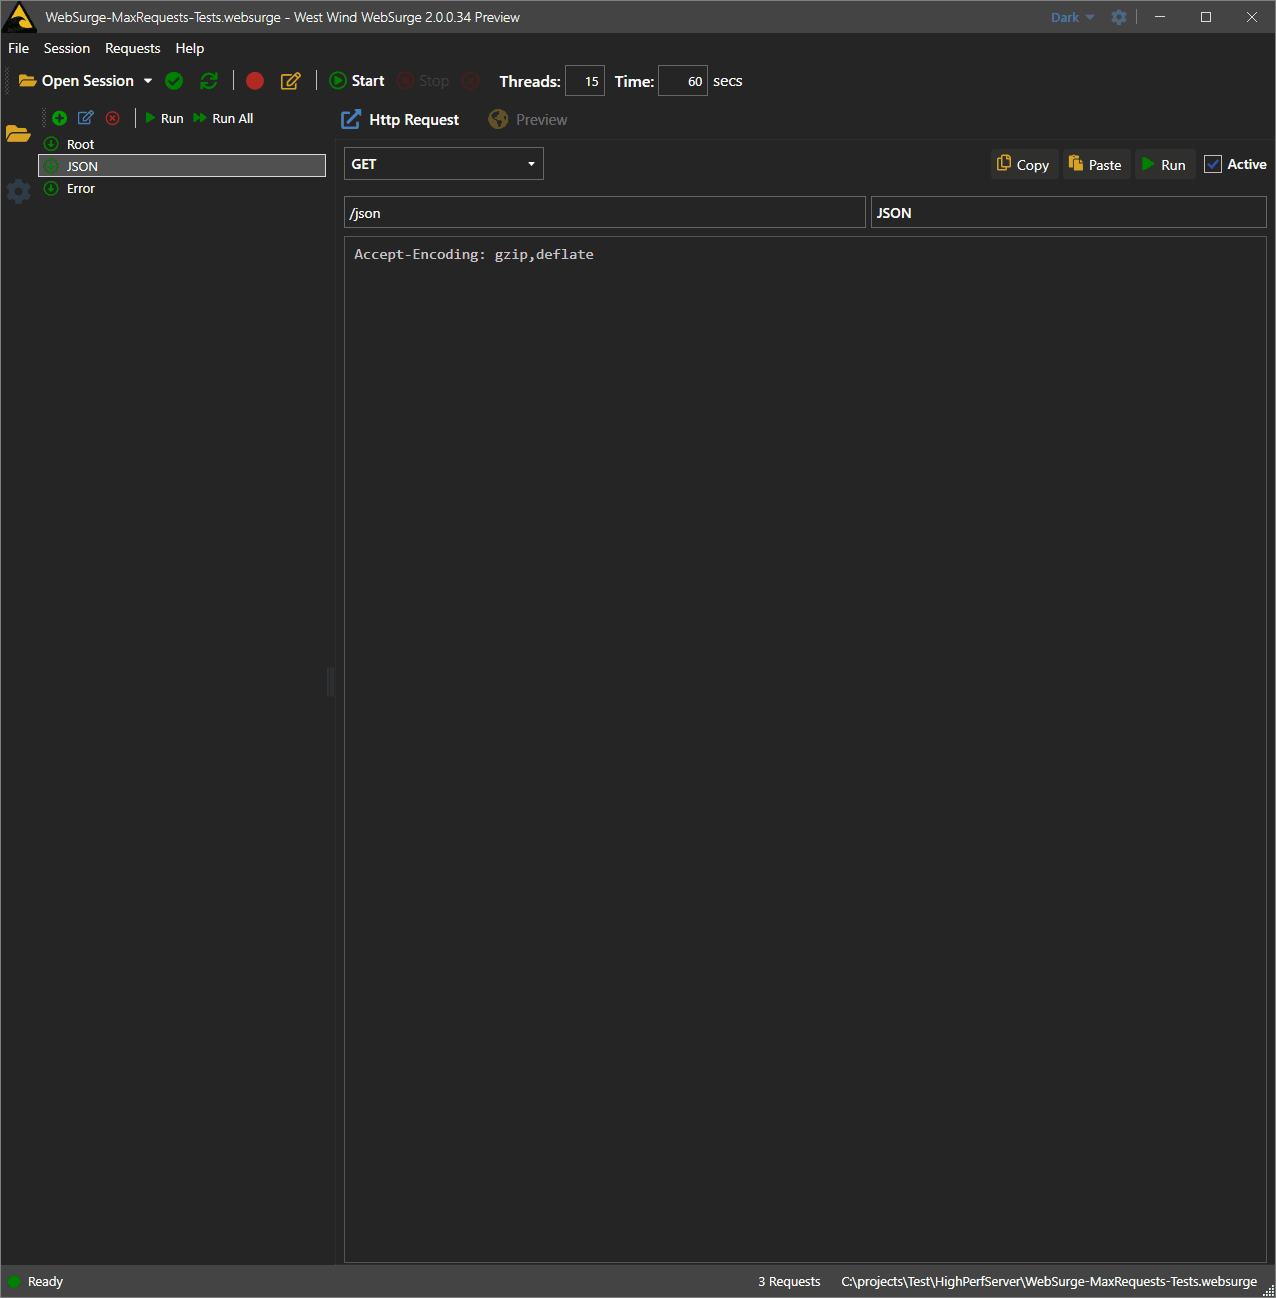 WebSurge-MaxRequests-Tests.websurge - West Wind WebSurge 2.0.0.34 Preview
Dark
File Session Requests Help
Open Session Start Stop Threads: 15 Time: 60 secs
Run Run All
Http Request Preview
Root
JSON
Error
GET
Copy Paste Run Active
/json JSON
Accept-Encoding: gzip,deflate
Ready 3 Requests C:\projects\Test\HighPerfServer\WebSurge-MaxRequests-Tests.websurge